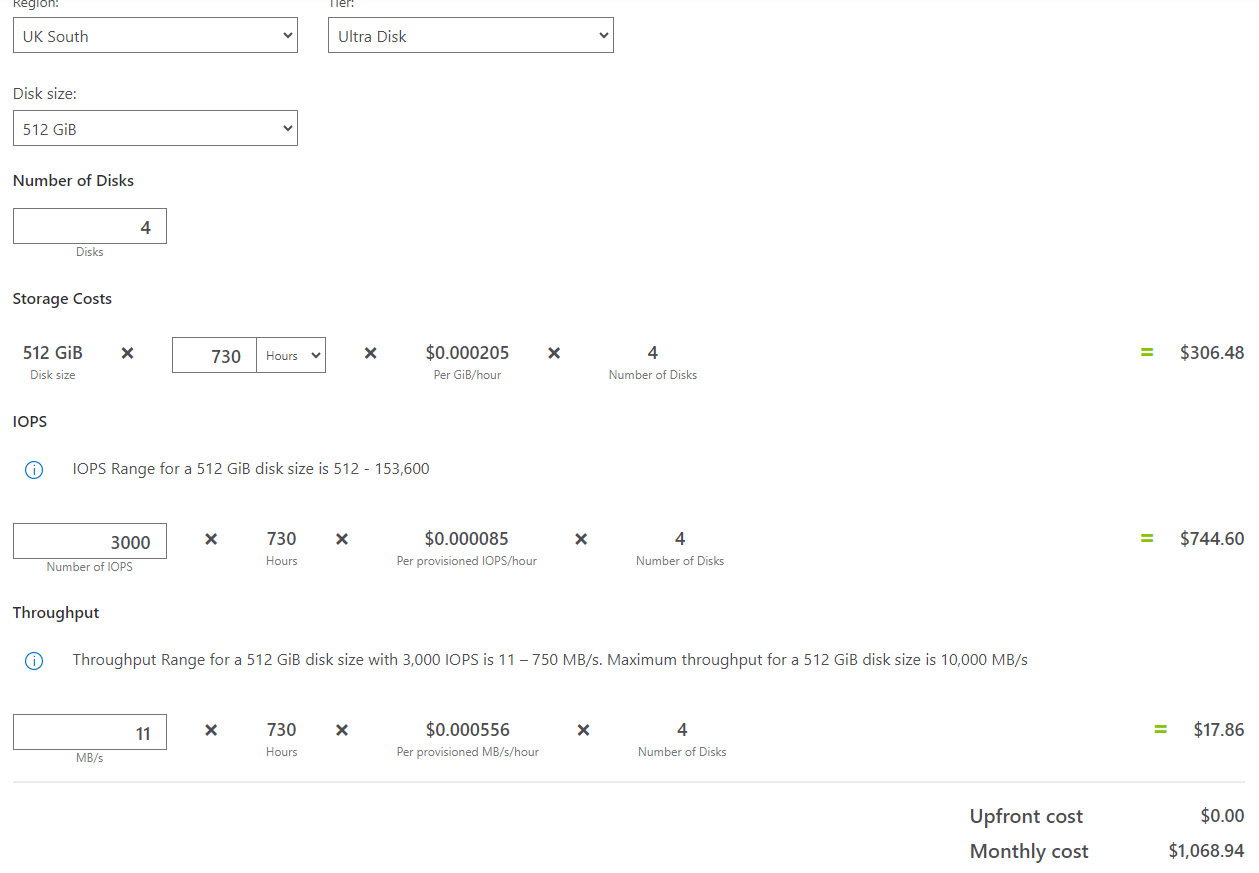 Region: Tier:
UK South Ultra Disk
Disk size:
512 GiB
Number of Disks
4
Disks
Storage Costs
512 GiB × 730 Hours × $0.000205 × 4 = $306.48
Disk size Per GiB/hour Number of Disks
IOPS
IOPS Range for a 512 GiB disk size is 512 - 153,600
3000 × 730 × $0.000085 × 4 = $744.60
Number of IOPS Hours Per provisioned IOPS/hour Number of Disks
Throughput
Throughput Range for a 512 GiB disk size with 3,000 IOPS is 11 – 750 MB/s. Maximum throughput for a 512 GiB disk size is 10,000 MB/s
11 × 730 × $0.000556 × 4 = $17.86
MB/s Hours Per provisioned MB/s/hour Number of Disks
Upfront cost $0.00
Monthly cost $1,068.94